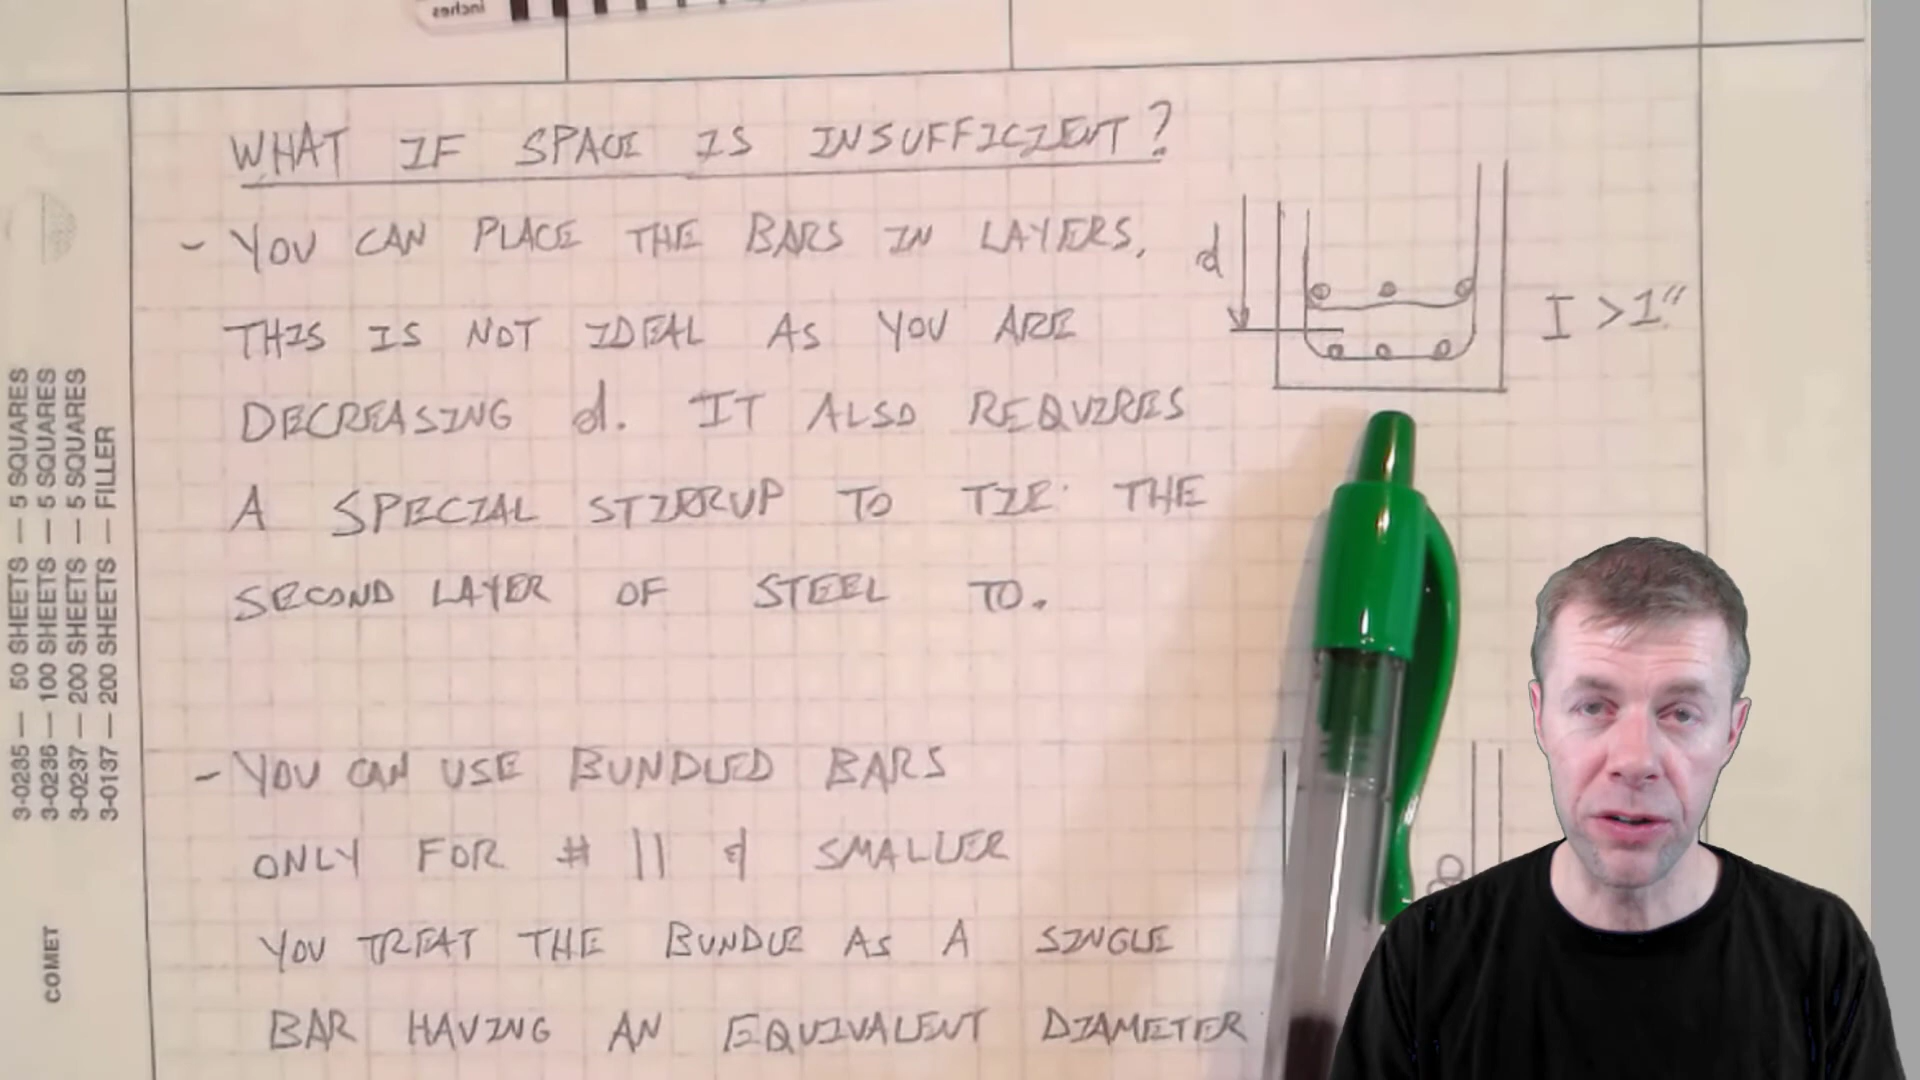 inches
WHAT IF SPACE IS INSUFFICIENT?
- YOU CAN PLACE THE BARS IN LAYERS,
THIS IS NOT IDEAL AS YOU ARE
DECREASING d. IT ALSO REQUIRES
A SPECIAL STIRRUP TO TIE THE
SECOND LAYER OF STEEL TO.
d
I >1"
- YOU CAN USE BUNDLED BARS
ONLY FOR # 11 & SMALLER
YOU TREAT THE BUNDLE AS A SINGLE
BAR HAVING AN EQUIVALENT DIAMETER
3-0235 — 50 SHEETS — 5 SQUARES
3-0236 — 100 SHEETS — 5 SQUARES
3-0237 — 200 SHEETS — 5 SQUARES
3-0137 — 200 SHEETS — FILLER
COMET